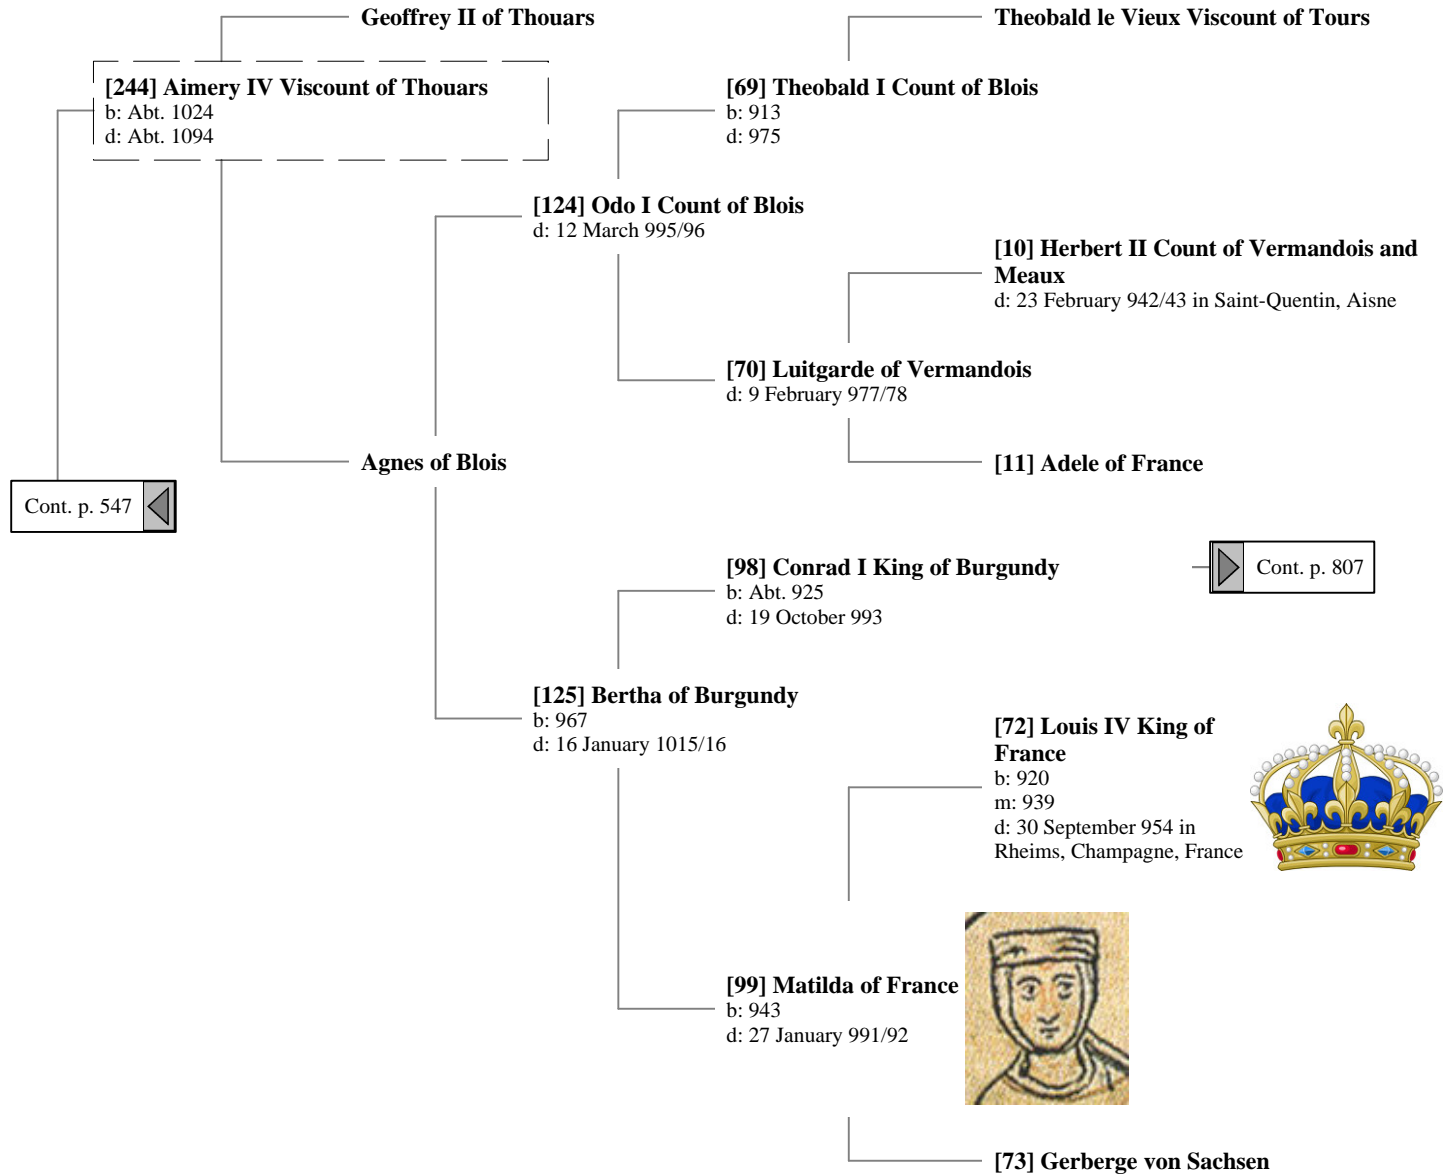 Geoffrey II of Thouars
Theobald le Vieux Viscount of Tours
[244] Aimery IV Viscount of Thouars
b: Abt. 1024
d: Abt. 1094
[69] Theobald I Count of Blois
b: 913
d: 975
[124] Odo I Count of Blois
d: 12 March 995/96
[10] Herbert II Count of Vermandois and
Meaux
d: 23 February 942/43 in Saint-Quentin, Aisne
[70] Luitgarde of Vermandois
d: 9 February 977/78
Agnes of Blois
[11] Adele of France
Cont. p. 547
[98] Conrad I King of Burgundy
b: Abt. 925
d: 19 October 993
Cont. p. 807
[125] Bertha of Burgundy
b: 967
d: 16 January 1015/16
[72] Louis IV King of
France
b: 920
m: 939
d: 30 September 954 in
Rheims, Champagne, France
[99] Matilda of France
b: 943
d: 27 January 991/92
[73] Gerberge von Sachsen